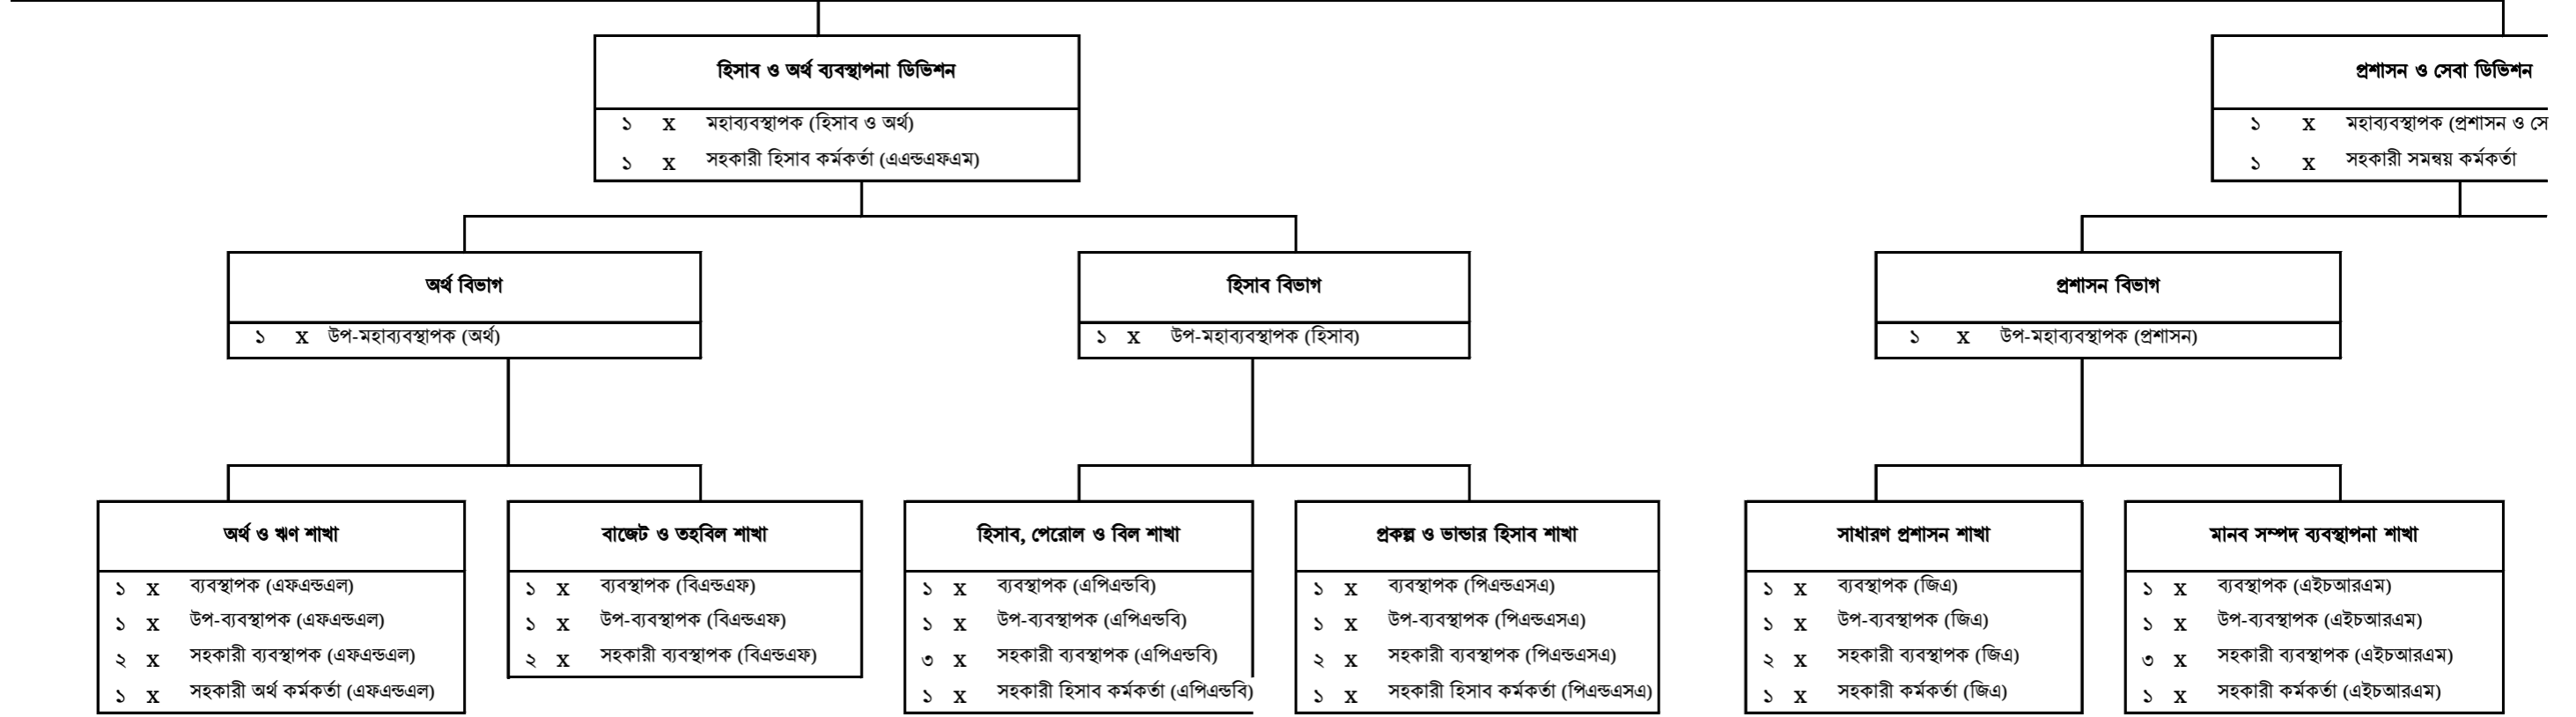 হিসাব ও অর্থ ব্যবস্থাপনা ডিভিশন
১ x মহাব্যবস্থাপক (হিসাব ও অর্থ)
১ x সহকারী হিসাব কর্মকর্তা (এএন্ডএফএম)
প্রশাসন ও সেবা ডিভিশন
১ x মহাব্যবস্থাপক (প্রশাসন ও সে
১ x সহকারী সমন্বয় কর্মকর্তা
অর্থ বিভাগ
১ x উপ-মহাব্যবস্থাপক (অর্থ)
হিসাব বিভাগ
১ x উপ-মহাব্যবস্থাপক (হিসাব)
প্রশাসন বিভাগ
১ x উপ-মহাব্যবস্থাপক (প্রশাসন)
অর্থ ও ঋণ শাখা
১ x ব্যবস্থাপক (এফএন্ডএল)
১ x উপ-ব্যবস্থাপক (এফএন্ডএল)
২ x সহকারী ব্যবস্থাপক (এফএন্ডএল)
১ x সহকারী অর্থ কর্মকর্তা (এফএন্ডএল)
বাজেট ও তহবিল শাখা
১ x ব্যবস্থাপক (বিএন্ডএফ)
১ x উপ-ব্যবস্থাপক (বিএন্ডএফ)
২ x সহকারী ব্যবস্থাপক (বিএন্ডএফ)
হিসাব, পেরোল ও বিল শাখা
১ x ব্যবস্থাপক (এপিএন্ডবি)
১ x উপ-ব্যবস্থাপক (এপিএন্ডবি)
৩ x সহকারী ব্যবস্থাপক (এপিএন্ডবি)
১ x সহকারী হিসাব কর্মকর্তা (এপিএন্ডবি)
প্রকল্প ও ভান্ডার হিসাব শাখা
১ x ব্যবস্থাপক (পিএন্ডএসএ)
১ x উপ-ব্যবস্থাপক (পিএন্ডএসএ)
২ x সহকারী ব্যবস্থাপক (পিএন্ডএসএ)
১ x সহকারী হিসাব কর্মকর্তা (পিএন্ডএসএ)
সাধারণ প্রশাসন শাখা
১ x ব্যবস্থাপক (জিএ)
১ x উপ-ব্যবস্থাপক (জিএ)
২ x সহকারী ব্যবস্থাপক (জিএ)
১ x সহকারী কর্মকর্তা (জিএ)
মানব সম্পদ ব্যবস্থাপনা শাখা
১ x ব্যবস্থাপক (এইচআরএম)
১ x উপ-ব্যবস্থাপক (এইচআরএম)
৩ x সহকারী ব্যবস্থাপক (এইচআরএম)
১ x সহকারী কর্মকর্তা (এইচআরএম)